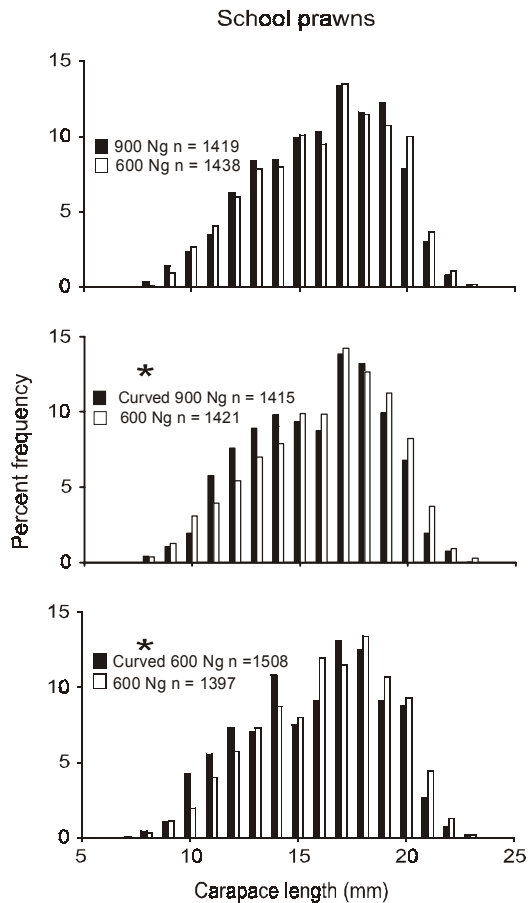 School prawns
15
10
5
0
900 Ng n = 1419
600 Ng n = 1438
15
10
5
0
*
Curved 900 Ng n = 1415
600 Ng n = 1421
Percent frequency
15
10
5
0
*
Curved 600 Ng n =1508
600 Ng n = 1397
5 10 15 20 25
Carapace length (mm)